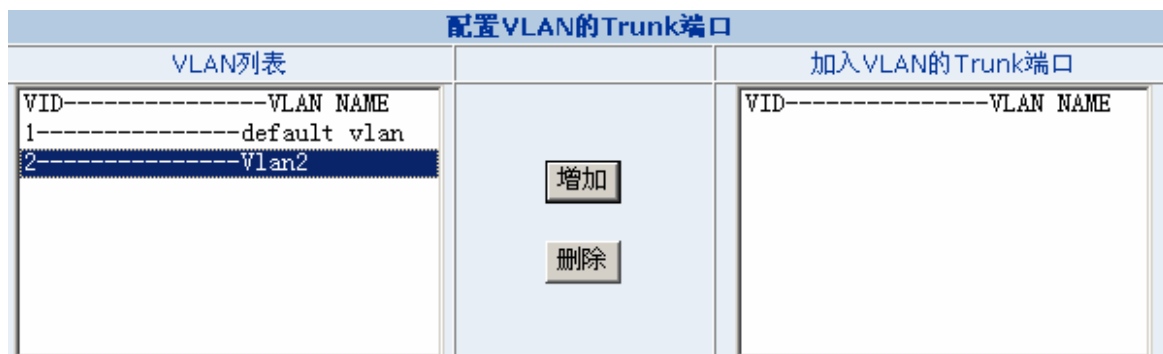 配置VLAN的Trunk端口
VLAN列表
加入VLAN的Trunk端口
VID---------------VLAN NAME
1---------------default vlan
2---------------Vlan2
增加
删除
VID---------------VLAN NAME